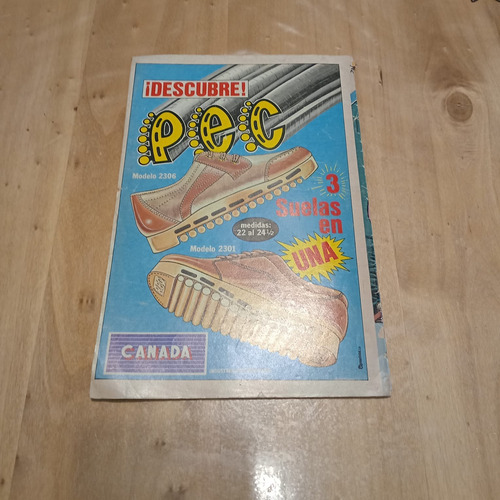 ¡DESCUBRE!
PEC
Modelo 2306
3
Suelas
en
UNA
medidas:
22 al 24½
Modelo 2301
CANADA